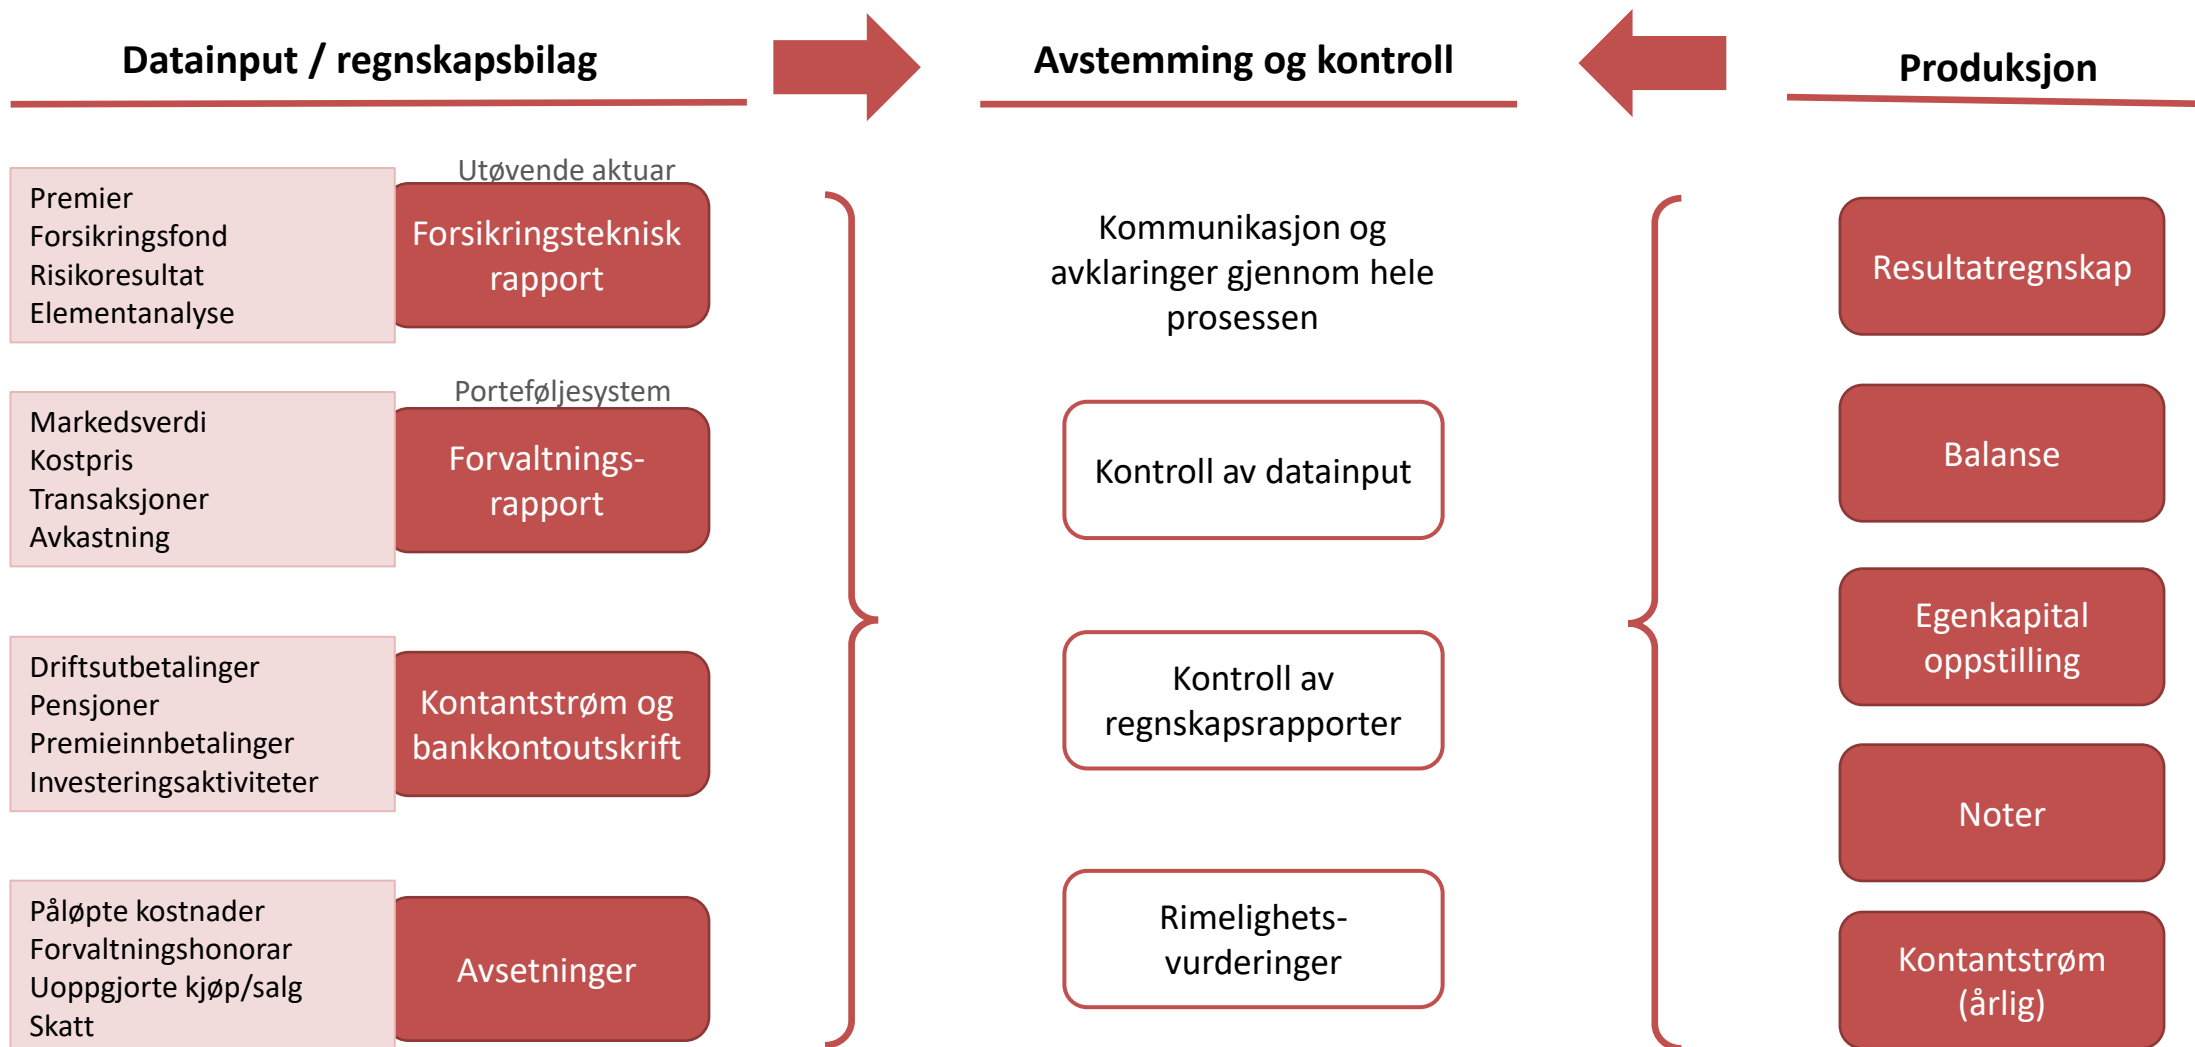 Datainput / regnskapsbilag
Avstemming og kontroll
Produksjon
Premier
Forsikringsfond
Risikoresultat
Elementanalyse
Utøvende aktuar
Forsikringsteknisk
rapport
Markedsverdi
Kostpris
Transaksjoner
Avkastning
Porteføljesystem
Forvaltnings-
rapport
Driftsutbetalinger
Pensjoner
Premieinnbetalinger
Investeringsaktiviteter
Kontantstrøm og
bankkontoutskrift
Påløpte kostnader
Forvaltningshonorar
Uoppgjorte kjøp/salg
Skatt
Avsetninger
Kommunikasjon og
avklaringer gjennom hele
prosessen
Kontroll av datainput
Kontroll av
regnskapsrapporter
Rimelighets-
vurderinger
Resultatregnskap
Balanse
Egenkapital
oppstilling
Noter
Kontantstrøm
(årlig)